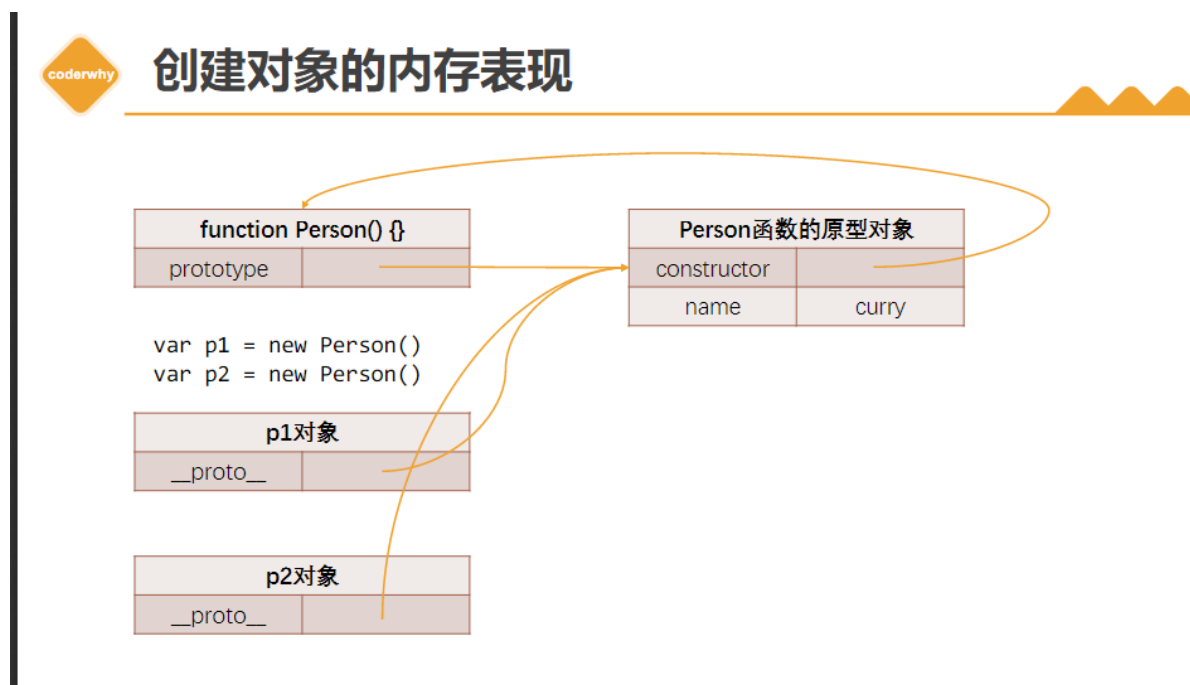 coderwhy
创建对象的内存表现
function Person() {}
prototype
Person函数的原型对象
constructor
name curry
var p1 = new Person()
var p2 = new Person()
p1对象
__proto__
p2对象
__proto__